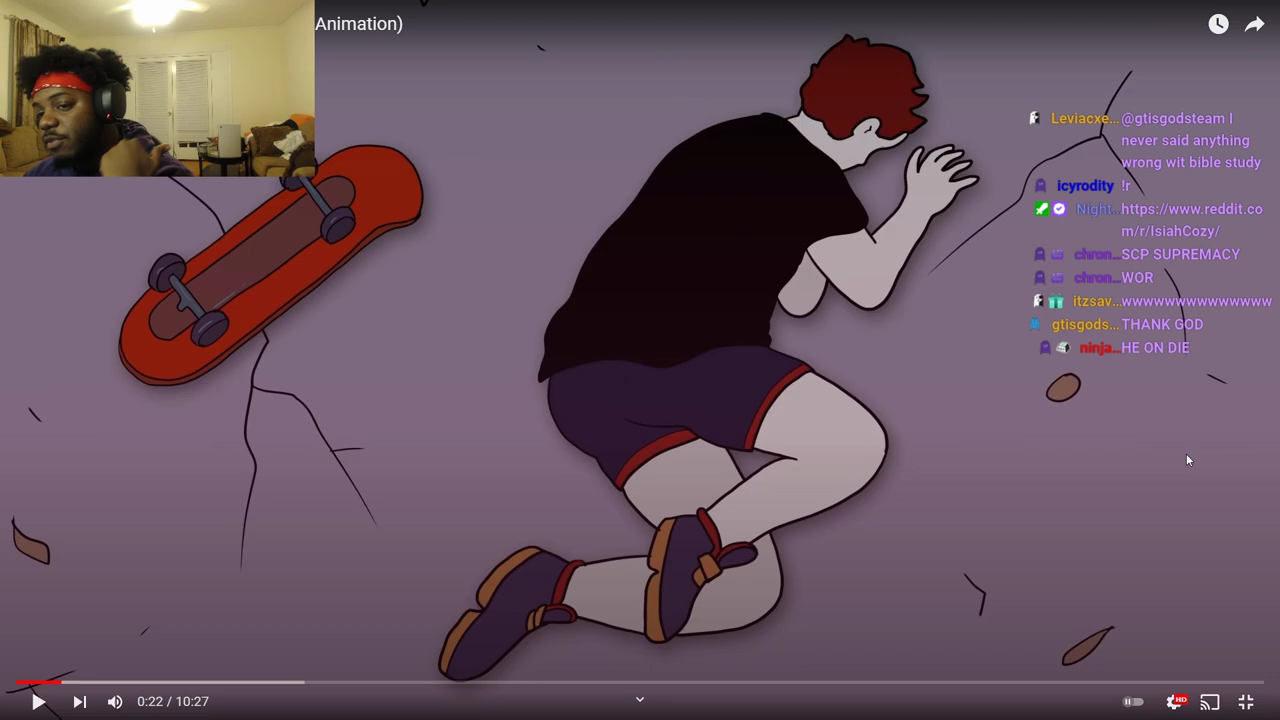 Animation)
Leviacxe... @gtisgodsteam I
never said anything
wrong wit bible study
icyrodity !r
Night... https://www.reddit.co
m/r/IsiahCozy/
chron... SCP SUPREMACY
chron... WOR
itzsav... wwwwwwwwwwwwwww
gtisgods... THANK GOD
ninja... HE ON DIE
0:22 / 10:27
HD